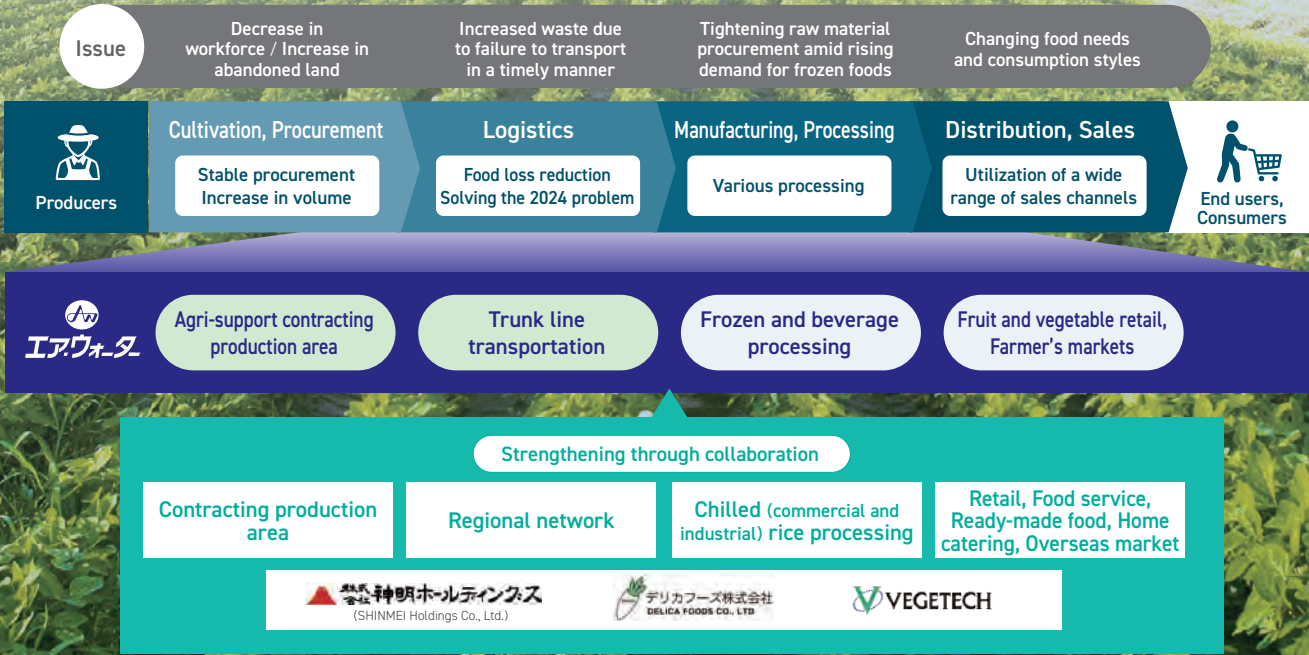 Issue
Decrease in
workforce / Increase in
abandoned land
Increased waste due
to failure to transport
in a timely manner
Tightening raw material
procurement amid rising
demand for frozen foods
Changing food needs
and consumption styles
Producers
Cultivation, Procurement
Stable procurement
Increase in volume
Logistics
Food loss reduction
Solving the 2024 problem
Manufacturing, Processing
Various processing
Distribution, Sales
Utilization of a wide
range of sales channels
End users,
Consumers
AW
エア・ウォーター
Agri-support contracting
production area
Trunk line
transportation
Frozen and beverage
processing
Fruit and vegetable retail,
Farmer's markets
Strengthening through collaboration
Contracting production
area
Regional network
Chilled (commercial and
industrial) rice processing
Retail, Food service,
Ready-made food, Home
catering, Overseas market
株式会社神明ホールディングス
(SHINMEI Holdings Co., Ltd.)
デリカフーズ株式会社
DELICA FOODS CO., LTD
VEGETECH